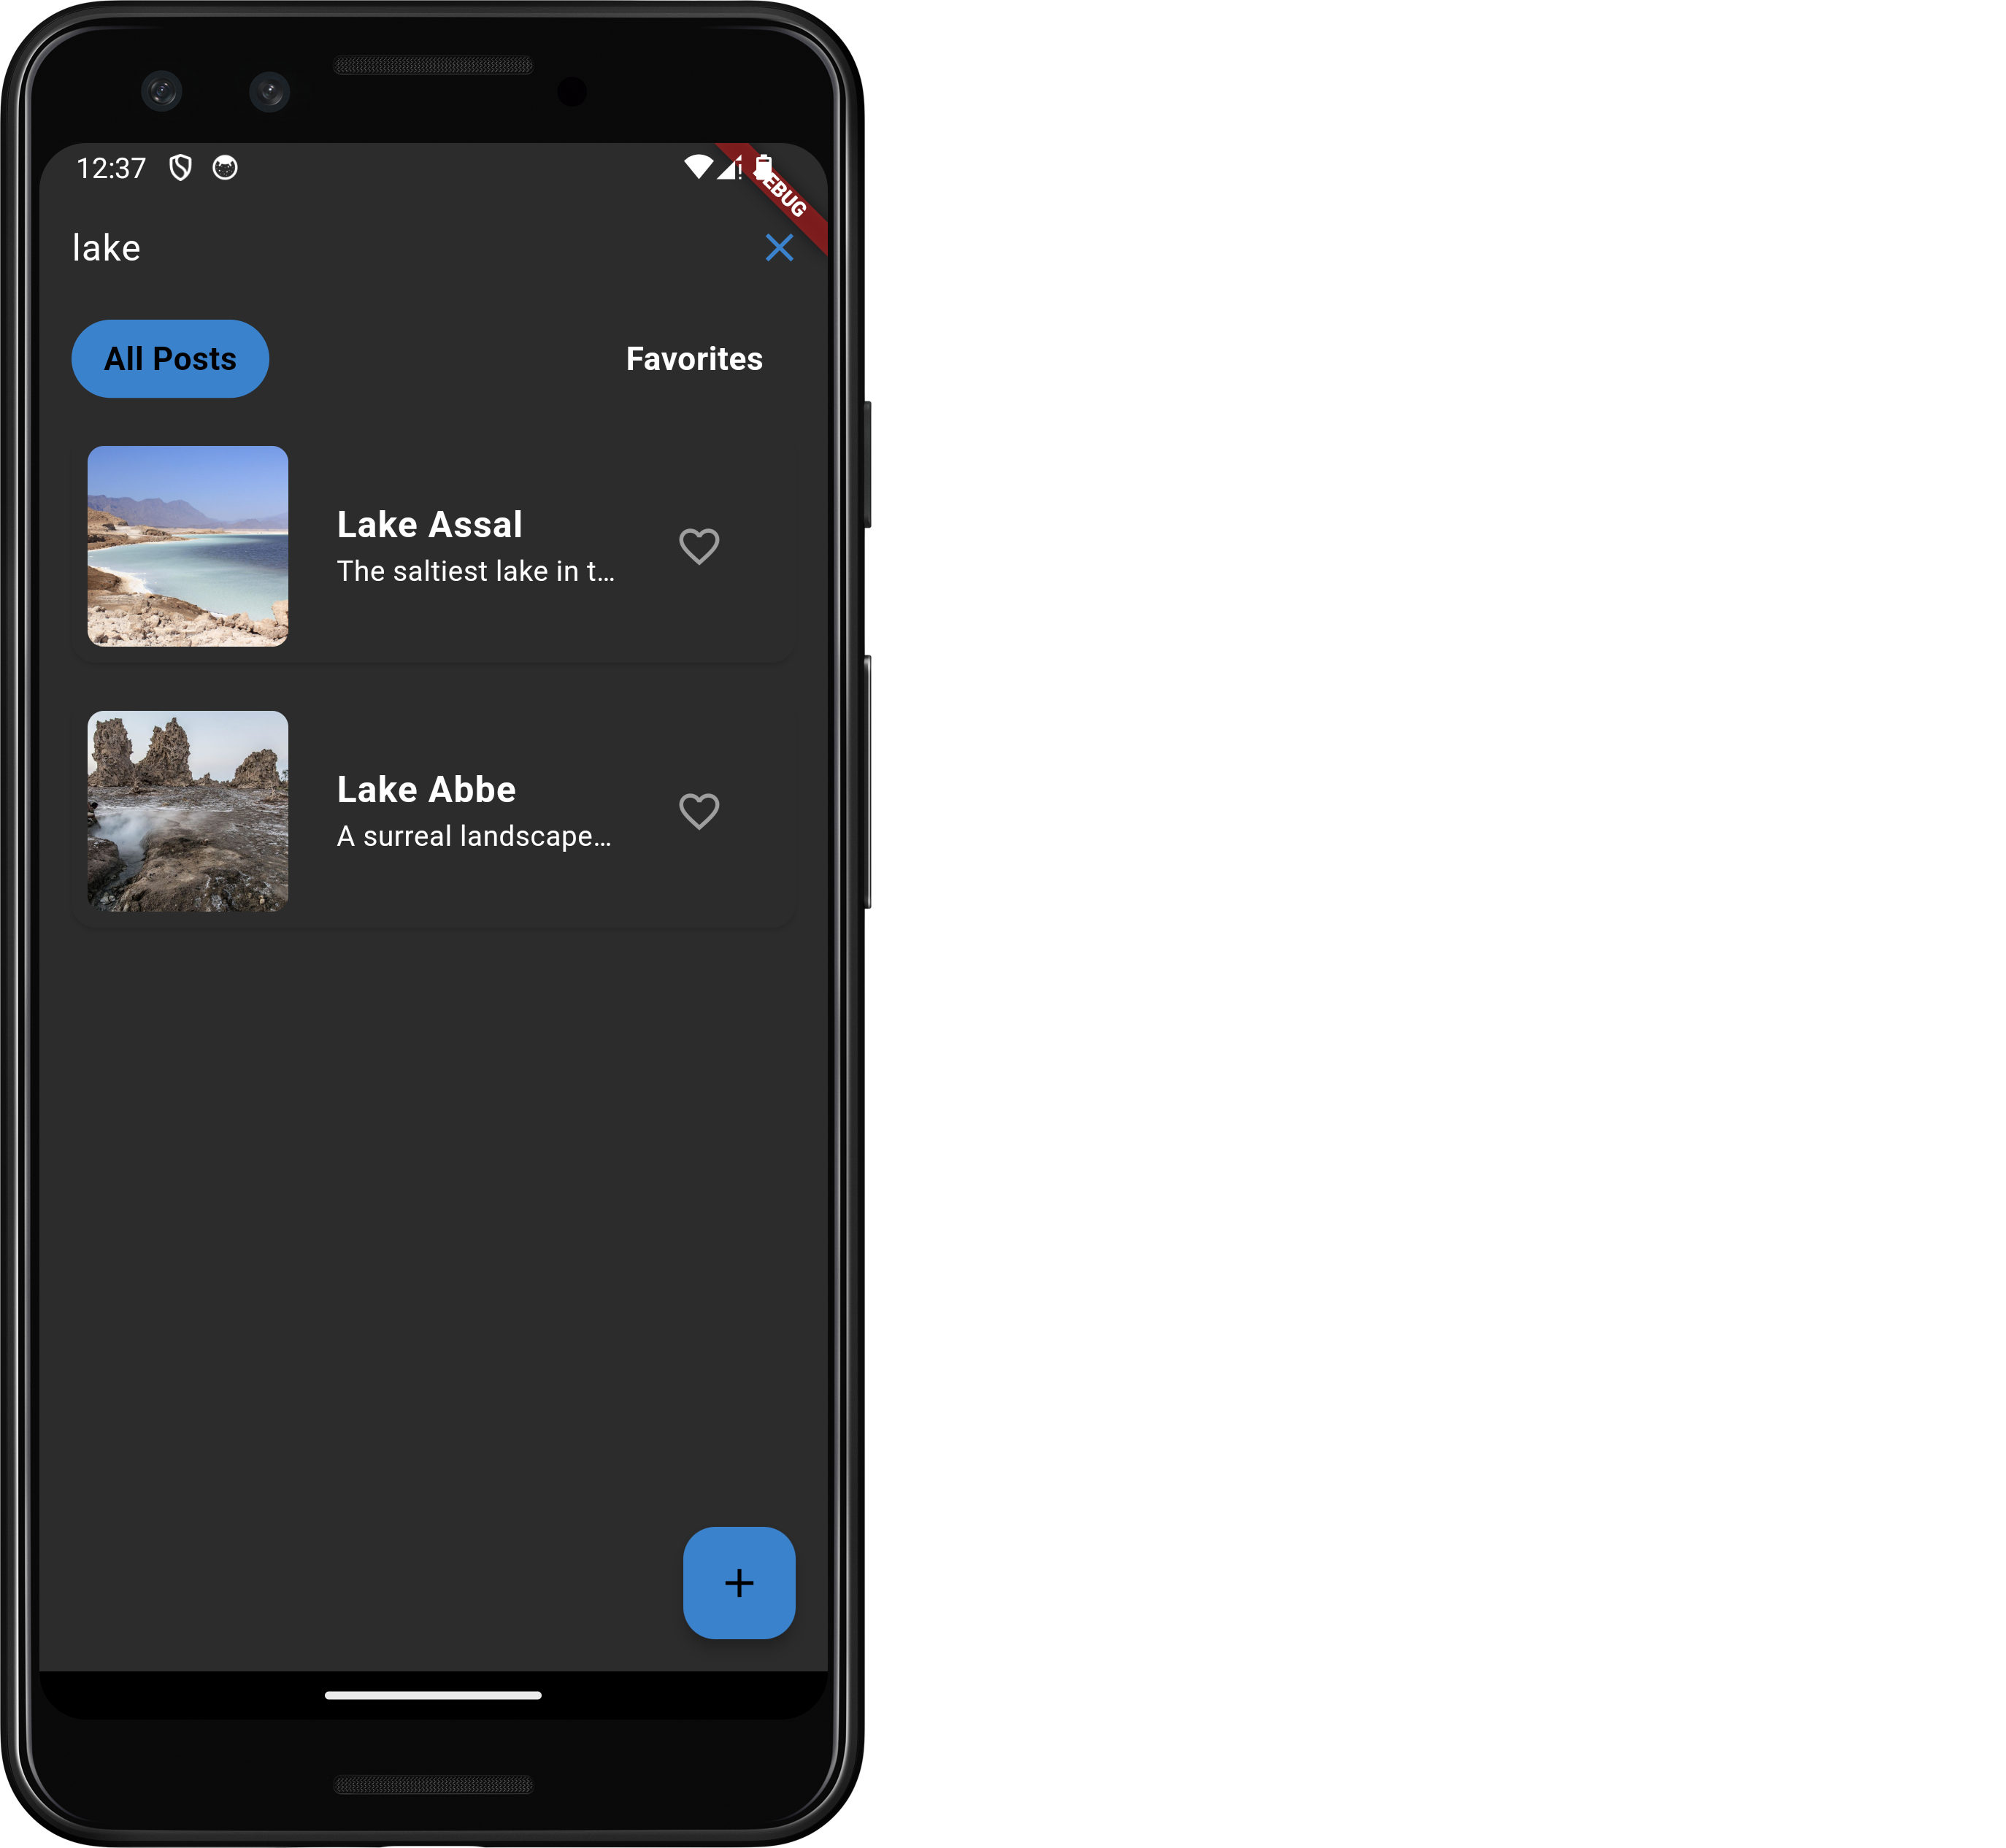 12:37
DEBUG
lake
All Posts
Favorites
Lake Assal
The saltiest lake in t...
Lake Abbe
A surreal landscape...